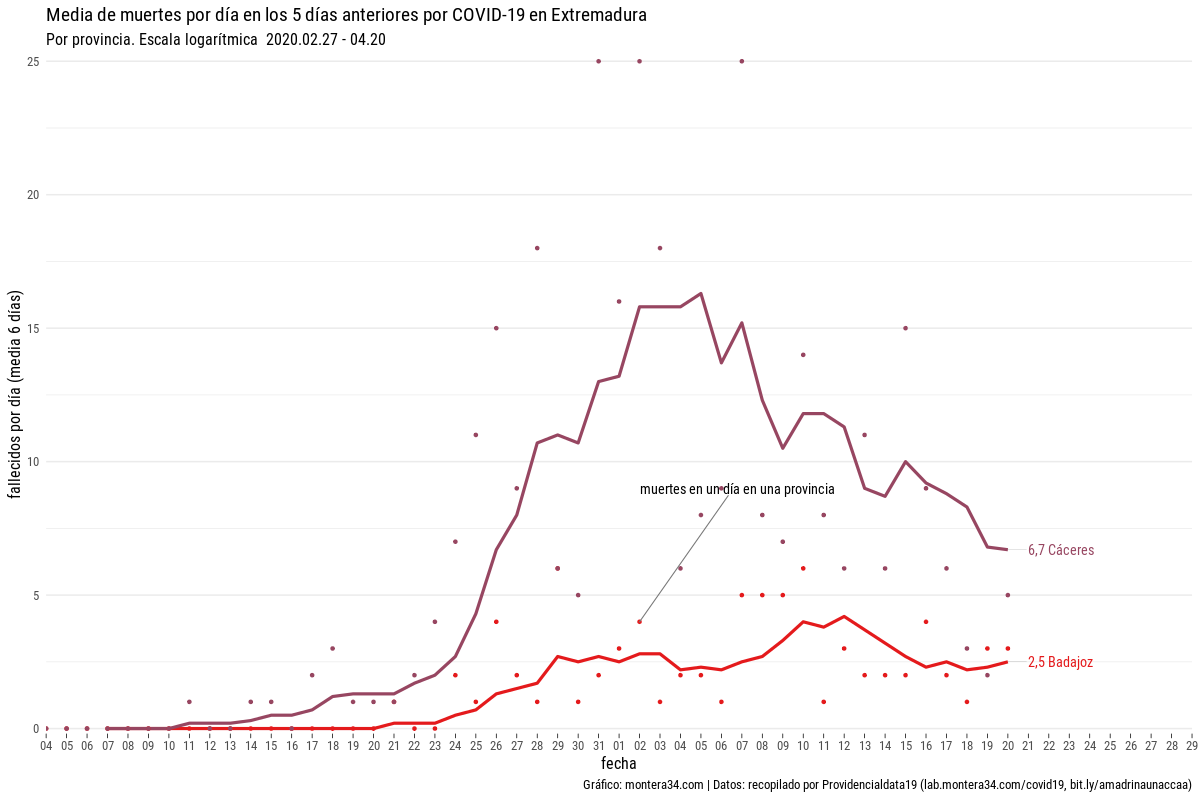 Media de muertes por día en los 5 días anteriores por COVID-19 en Extremadura
Por provincia. Escala logarítmica  2020.02.27 - 04.20
fallecidos por día (media 6 días)
25
20
15
10
5
0
muertes en un día en una provincia
6,7 Cáceres
2,5 Badajoz
04 05 06 07 08 09 10 11 12 13 14 15 16 17 18 19 20 21 22 23 24 25 26 27 28 29 30 31 01 02 03 04 05 06 07 08 09 10 11 12 13 14 15 16 17 18 19 20 21 22 23 24 25 26 27 28 29
fecha
Gráfico: montera34.com | Datos: recopilado por Providencialdata19 (lab.montera34.com/covid19, bit.ly/amadrinaunaccaa)